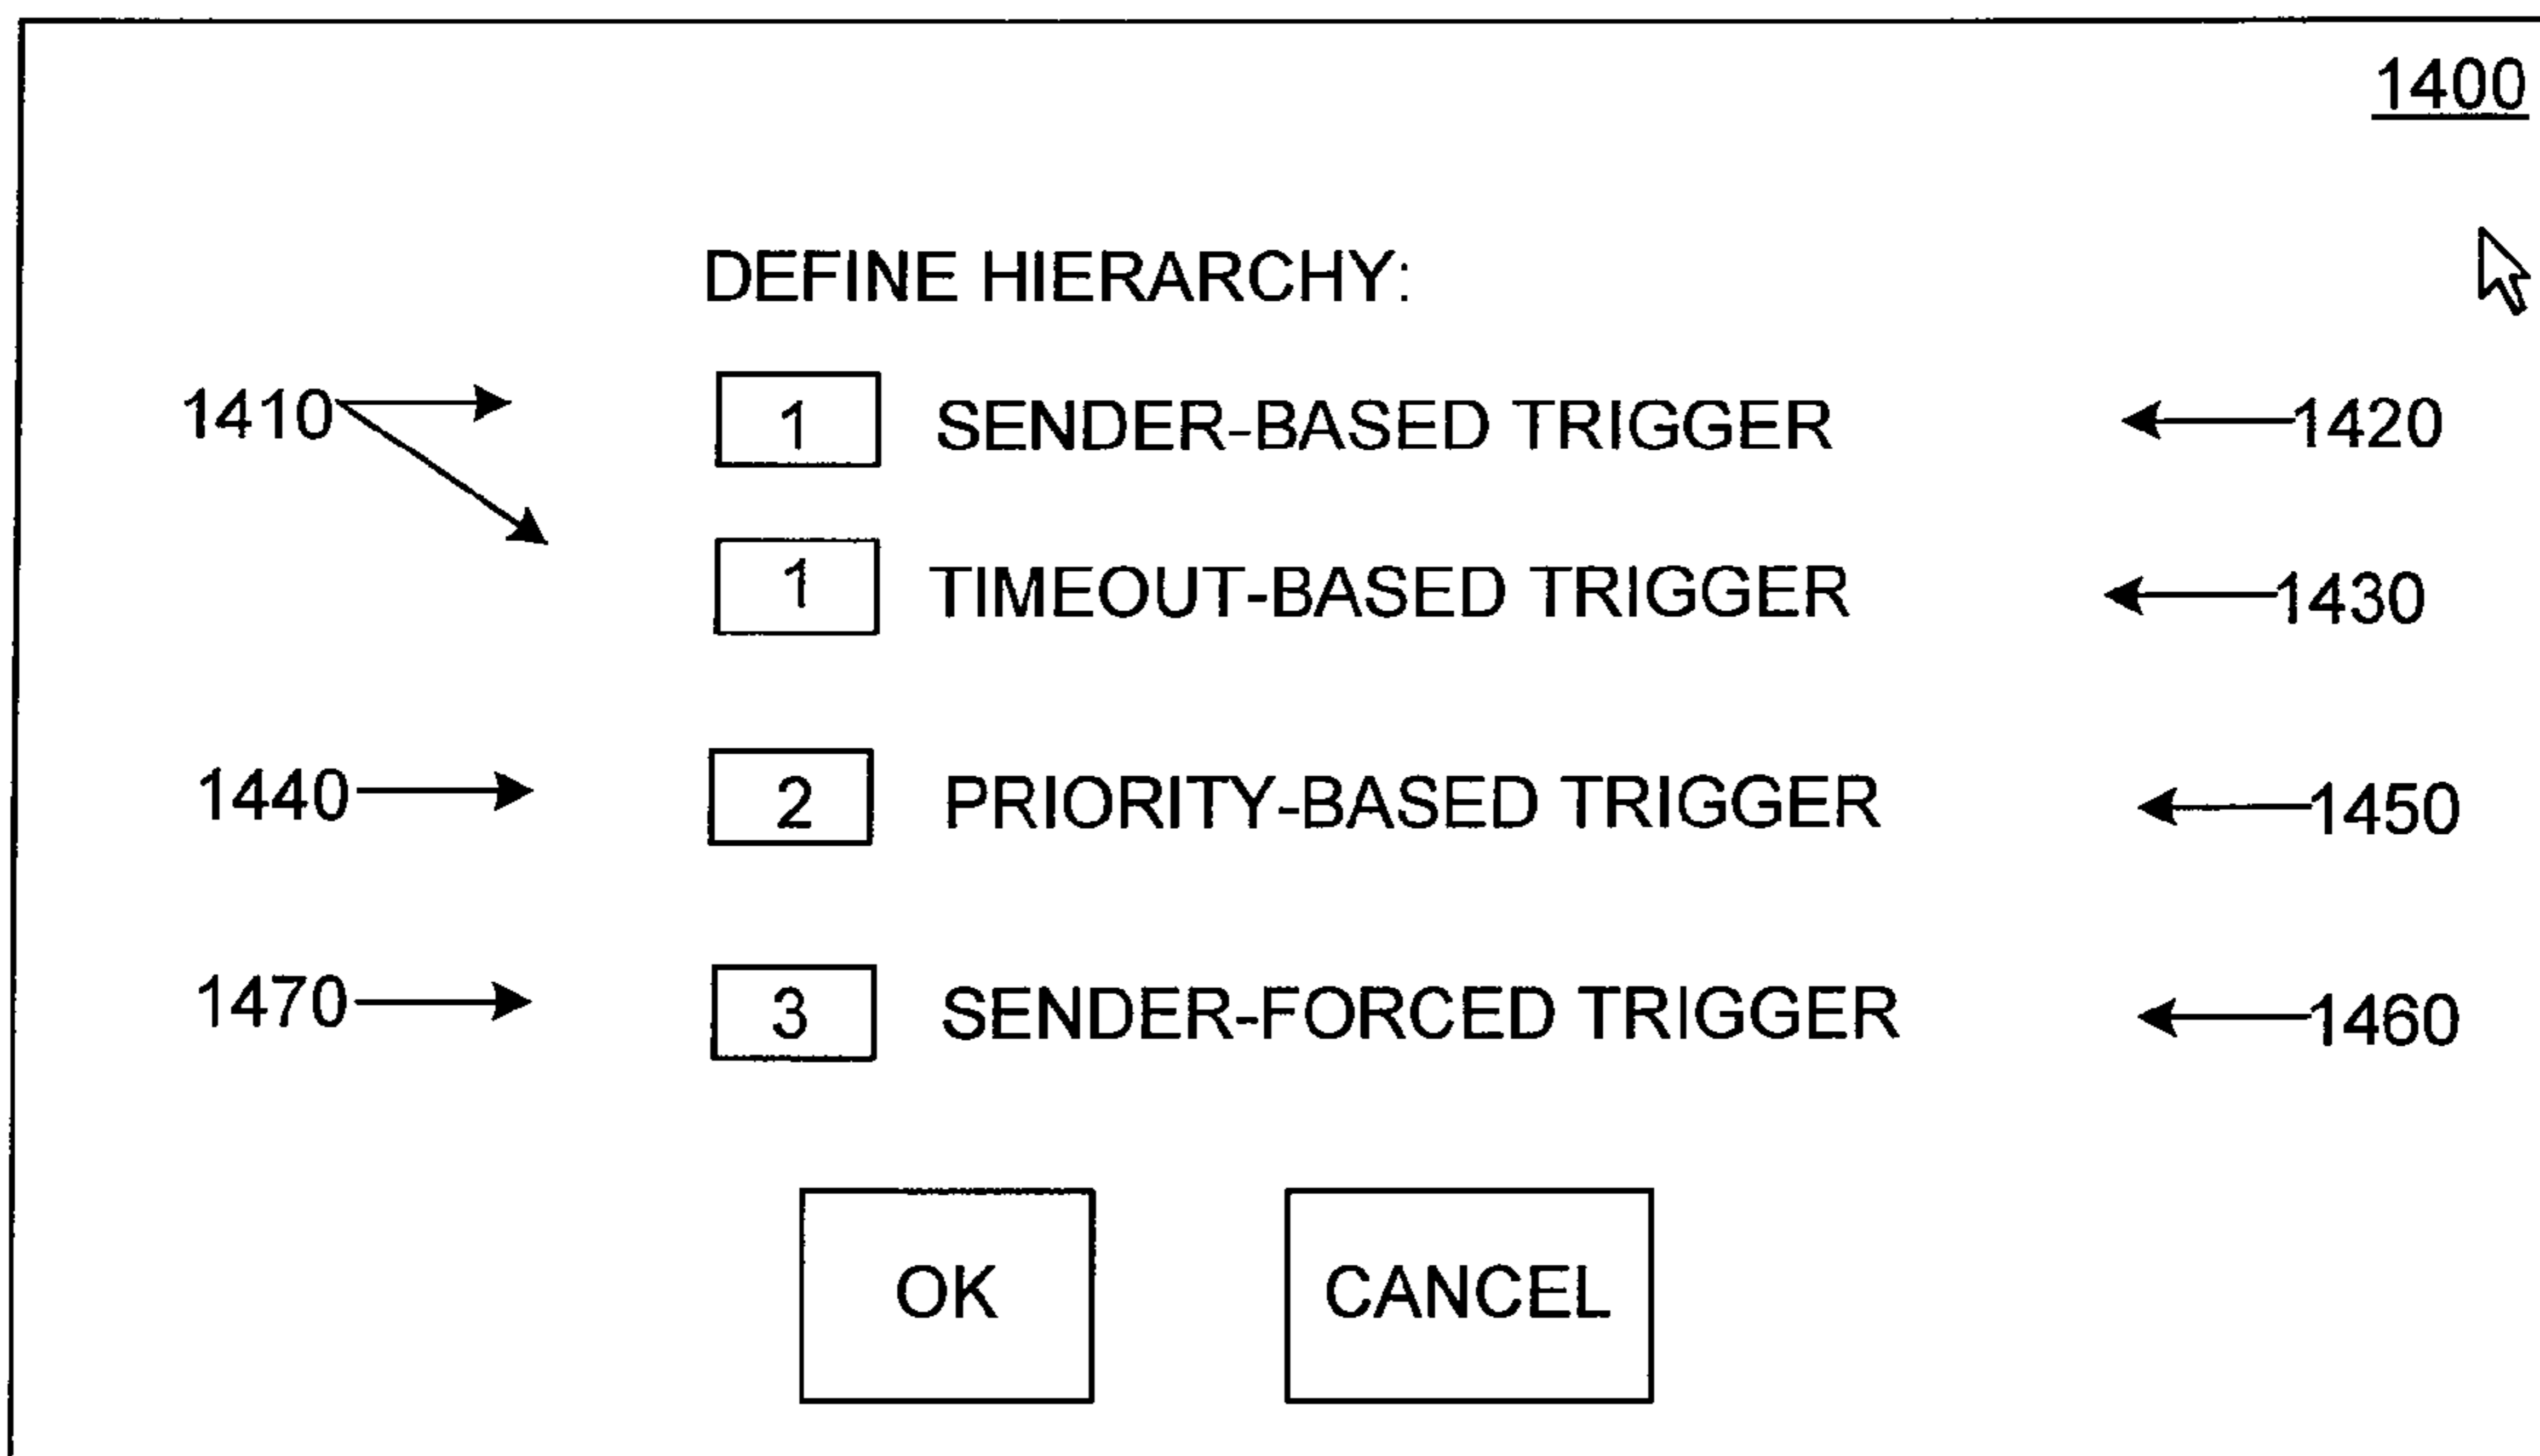 1400
DEFINE HIERARCHY:
1410 1 SENDER-BASED TRIGGER 1420
1 TIMEOUT-BASED TRIGGER 1430
1440 2 PRIORITY-BASED TRIGGER 1450
1470 3 SENDER-FORCED TRIGGER 1460
OK CANCEL